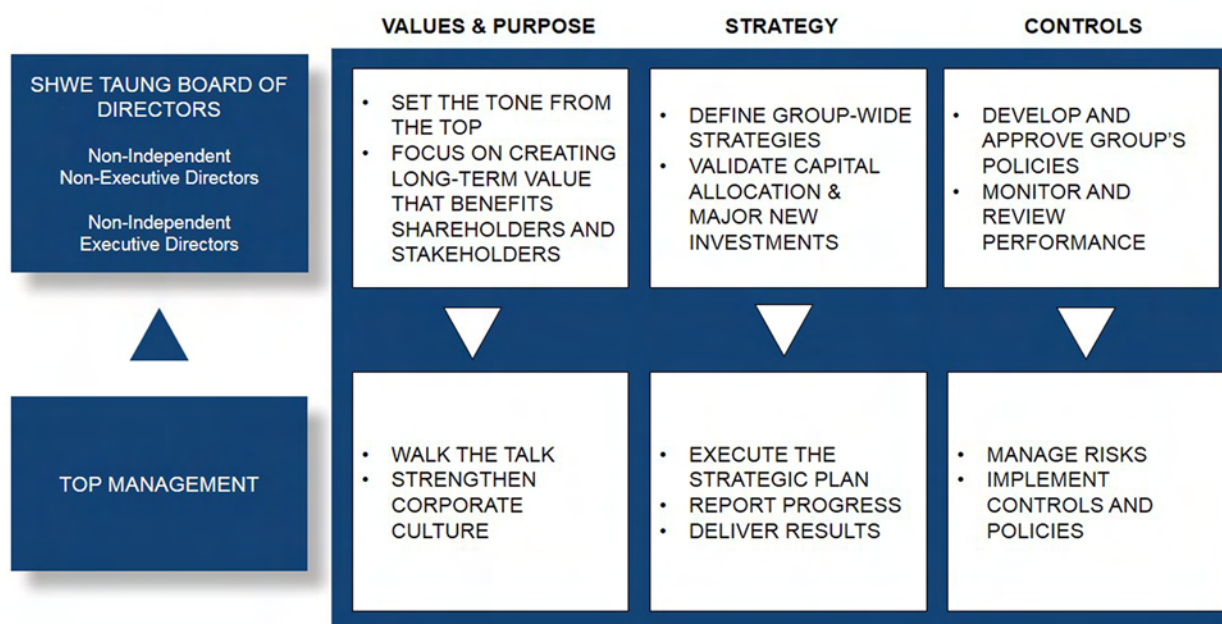 VALUES & PURPOSE
STRATEGY
CONTROLS
SHWE TAUNG BOARD OF
DIRECTORS
Non-Independent
Non-Executive Directors
Non-Independent
Executive Directors
• SET THE TONE FROM
THE TOP
• FOCUS ON CREATING
LONG-TERM VALUE
THAT BENEFITS
SHAREHOLDERS AND
STAKEHOLDERS
• DEFINE GROUP-WIDE
STRATEGIES
• VALIDATE CAPITAL
ALLOCATION &
MAJOR NEW
INVESTMENTS
• DEVELOP AND
APPROVE GROUP'S
POLICIES
• MONITOR AND
REVIEW
PERFORMANCE
TOP MANAGEMENT
• WALK THE TALK
• STRENGTHEN
CORPORATE
CULTURE
• EXECUTE THE
STRATEGIC PLAN
• REPORT PROGRESS
• DELIVER RESULTS
• MANAGE RISKS
• IMPLEMENT
CONTROLS AND
POLICIES